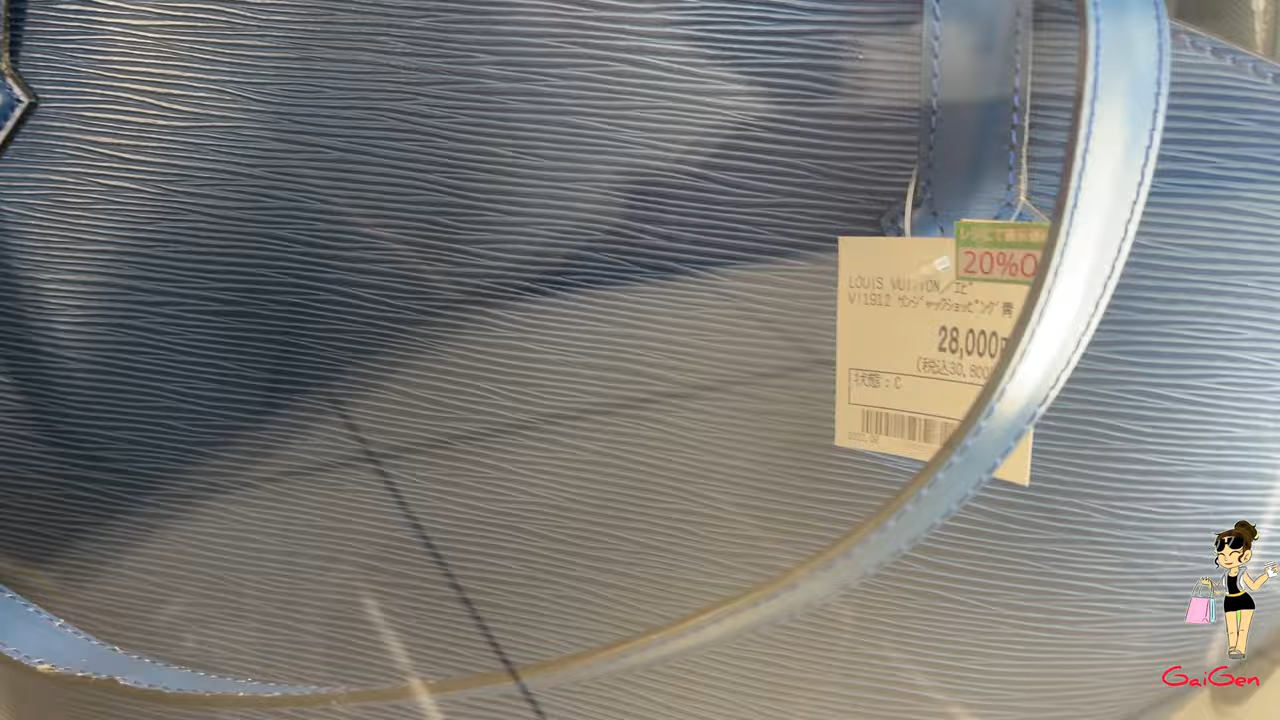 20%O
LOUIS VUITTON エピ
VI1912 サンジャックショッピング 青
28,000
(税込30,800
状態：C
GaiGen